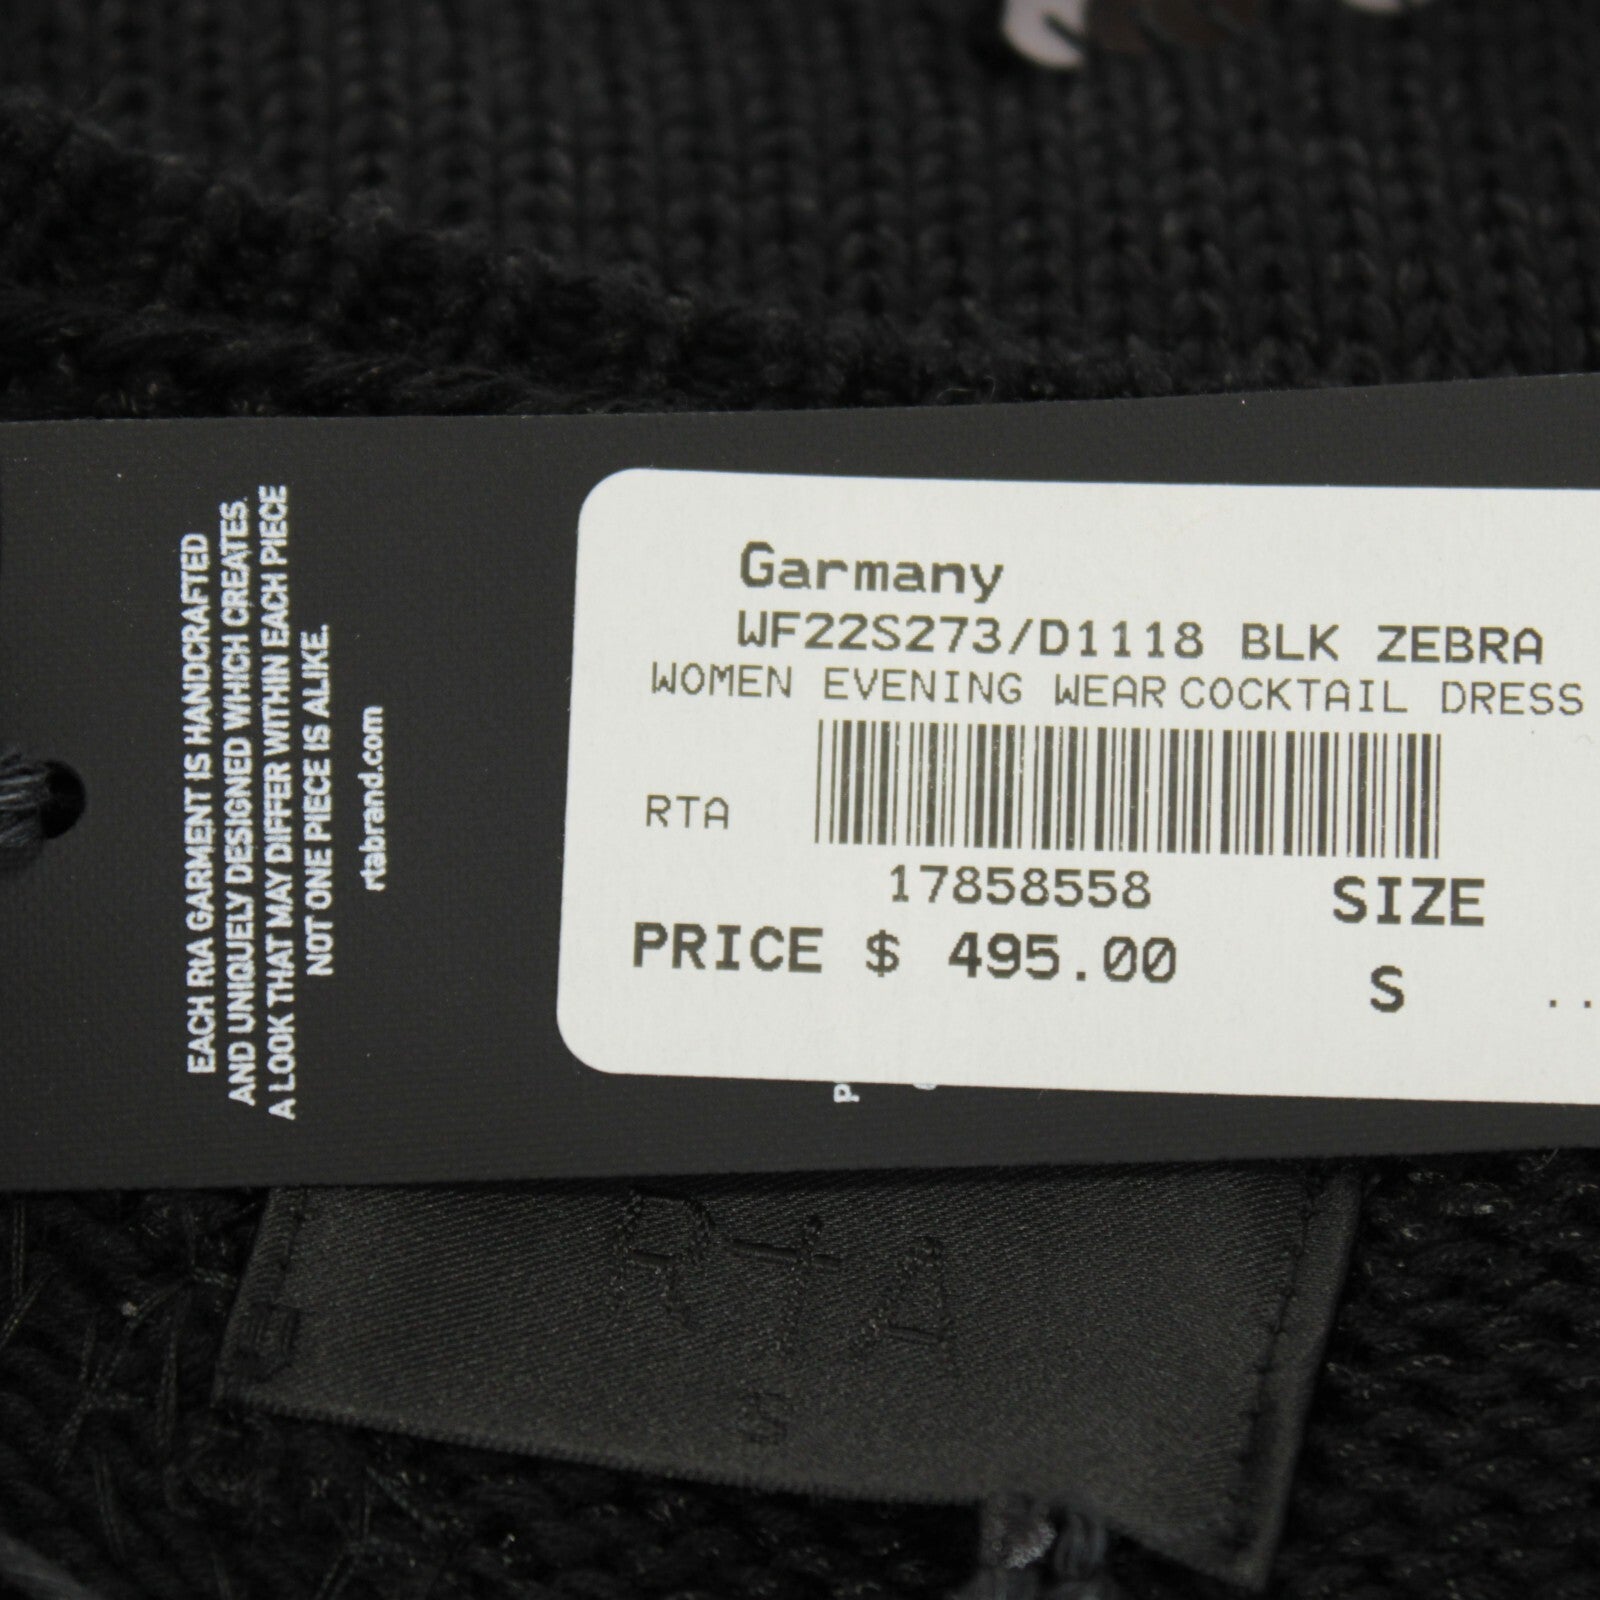 EACH RtA GARMENT IS HANDCRAFTED
AND UNIQUELY DESIGNED WHICH CREATES
A LOOK THAT MAY DIFFER WITHIN EACH PIECE
NOT ONE PIECE IS ALIKE.
rtabrand.com
Garmany
WF22S273/D1118 BLK ZEBRA
WOMEN EVENING WEAR COCKTAIL DRESS
RTA
17858558
SIZE
PRICE $ 495.00
S
..
RtA
S